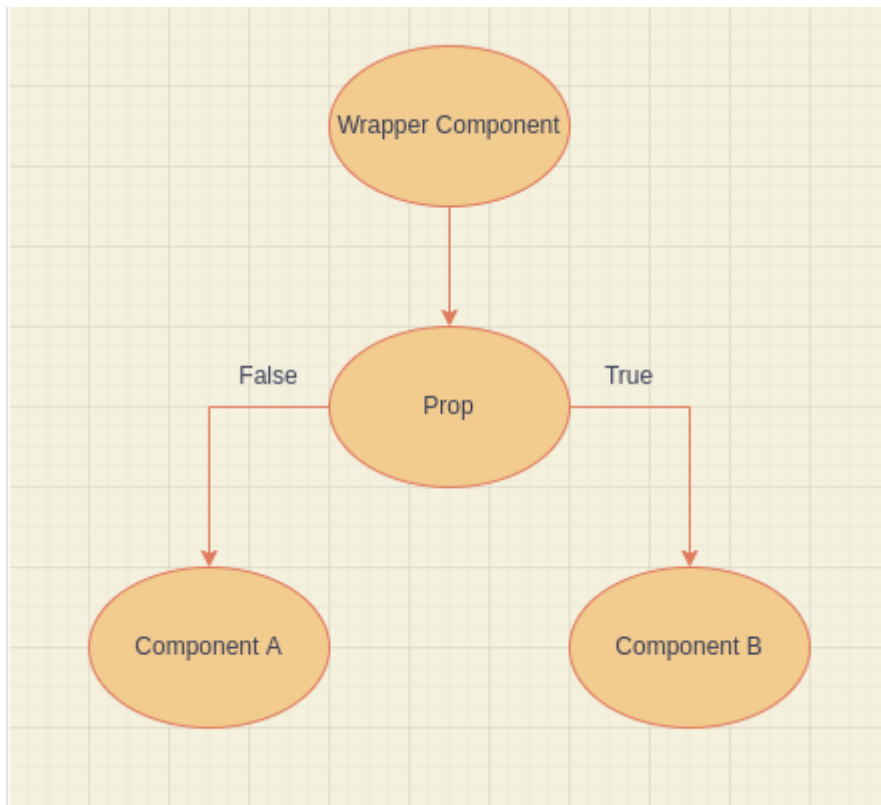 Wrapper Component
False
True
Prop
Component A
Component B